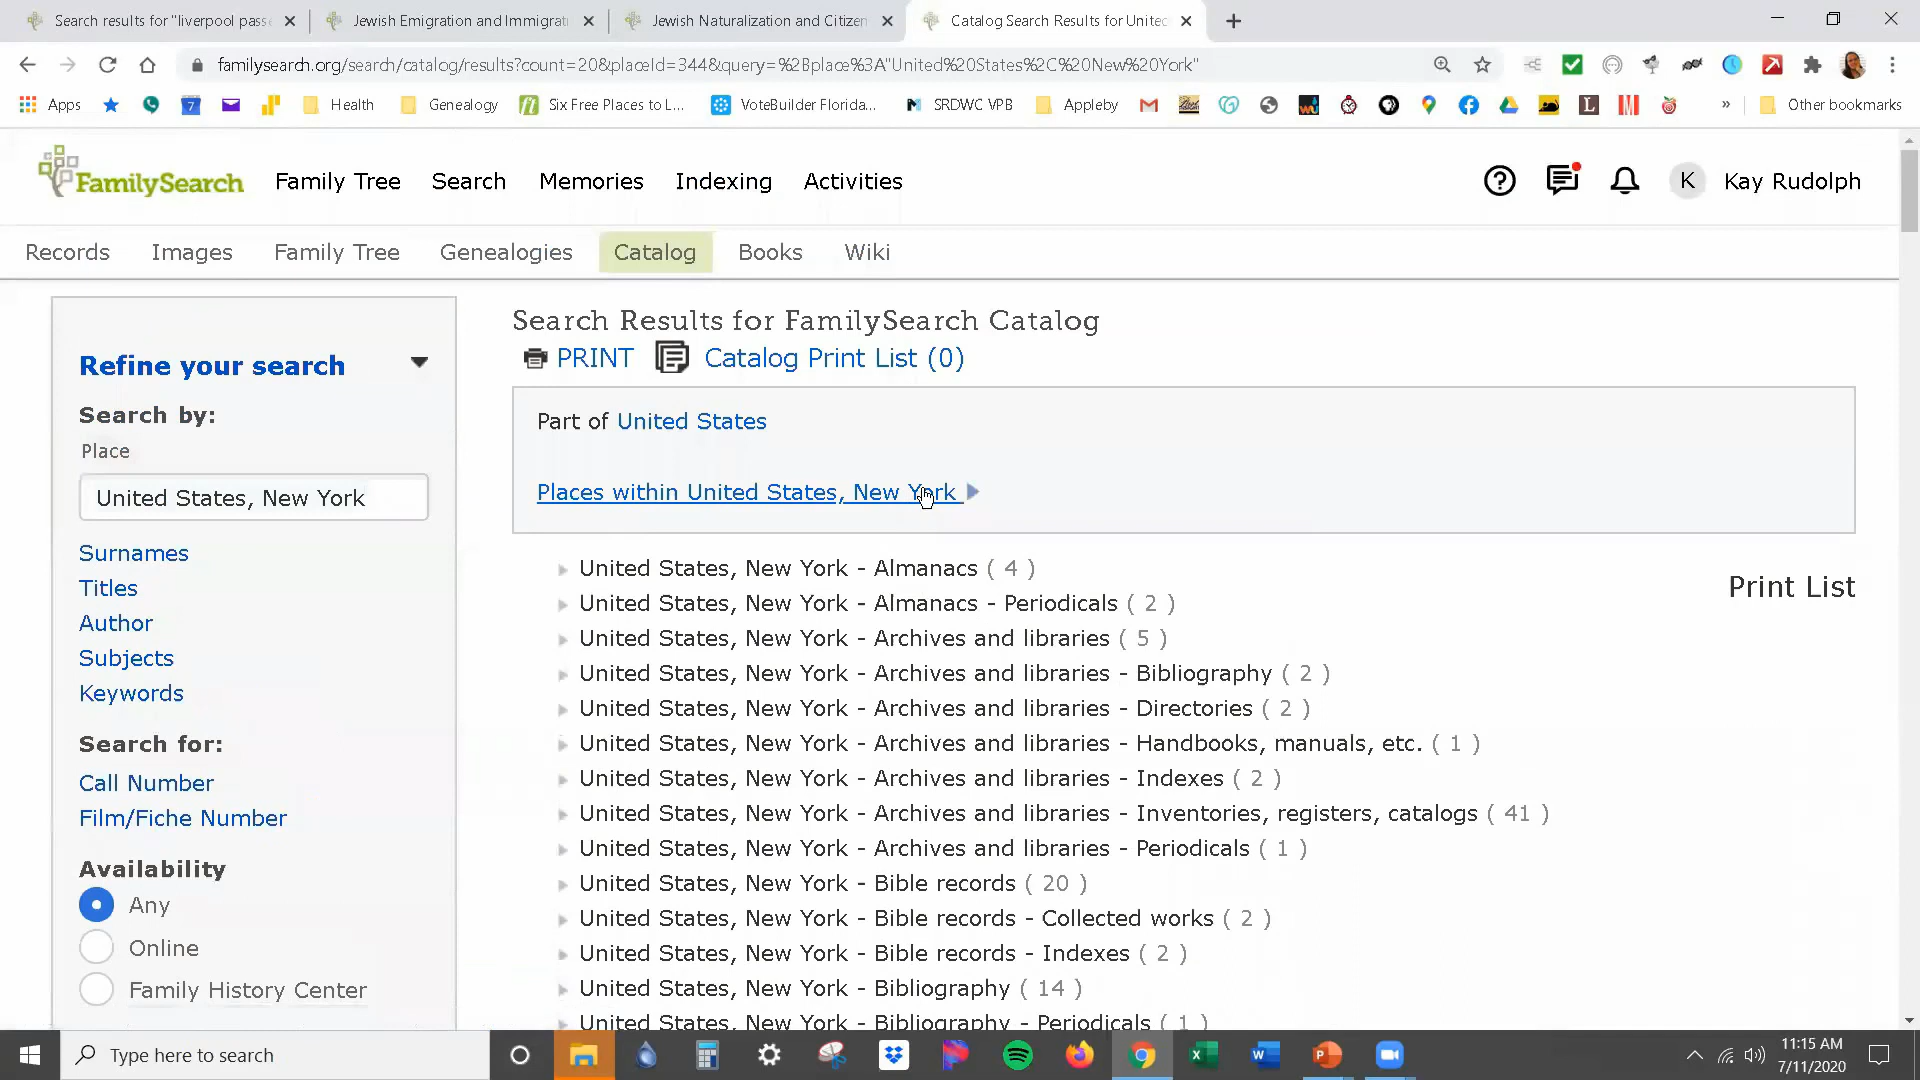 Search results for "liverpool passe
Jewish Emigration and Immigrat
Jewish Naturalization and Citizen
Catalog Search Results for United
familysearch.org/search/catalog/results?count=20&placeId=344&query=%2Bplace%3A"United%20States%2C%20New%20York"
Apps
Health
Genealogy
Six Free Places to L...
VoteBuilder Florida...
SRDWC VPB
Appleby
Other bookmarks
FamilySearch
Family Tree
Search
Memories
Indexing
Activities
K
Kay Rudolph
Records
Images
Family Tree
Genealogies
Catalog
Books
Wiki
Refine your search
Search by:
Place
United States, New York
Surnames
Titles
Author
Subjects
Keywords
Search for:
Call Number
Film/Fiche Number
Availability
Any
Online
Family History Center
Search Results for FamilySearch Catalog
PRINT
Catalog Print List (0)
Part of United States
Places within United States, New York
United States, New York - Almanacs ( 4 )
United States, New York - Almanacs - Periodicals ( 2 )
United States, New York - Archives and libraries ( 5 )
United States, New York - Archives and libraries - Bibliography ( 2 )
United States, New York - Archives and libraries - Directories ( 2 )
United States, New York - Archives and libraries - Handbooks, manuals, etc. ( 1 )
United States, New York - Archives and libraries - Indexes ( 2 )
United States, New York - Archives and libraries - Inventories, registers, catalogs ( 41 )
United States, New York - Archives and libraries - Periodicals ( 1 )
United States, New York - Bible records ( 20 )
United States, New York - Bible records - Collected works ( 2 )
United States, New York - Bible records - Indexes ( 2 )
United States, New York - Bibliography ( 14 )
United States, New York - Bibliography - Periodicals ( 1 )
Print List
Type here to search
11:15 AM
7/11/2020